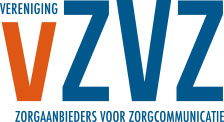 VERENIGING
VZVZ
ZORGAANBIEDERS VOOR ZORGCOMMUNICATIE